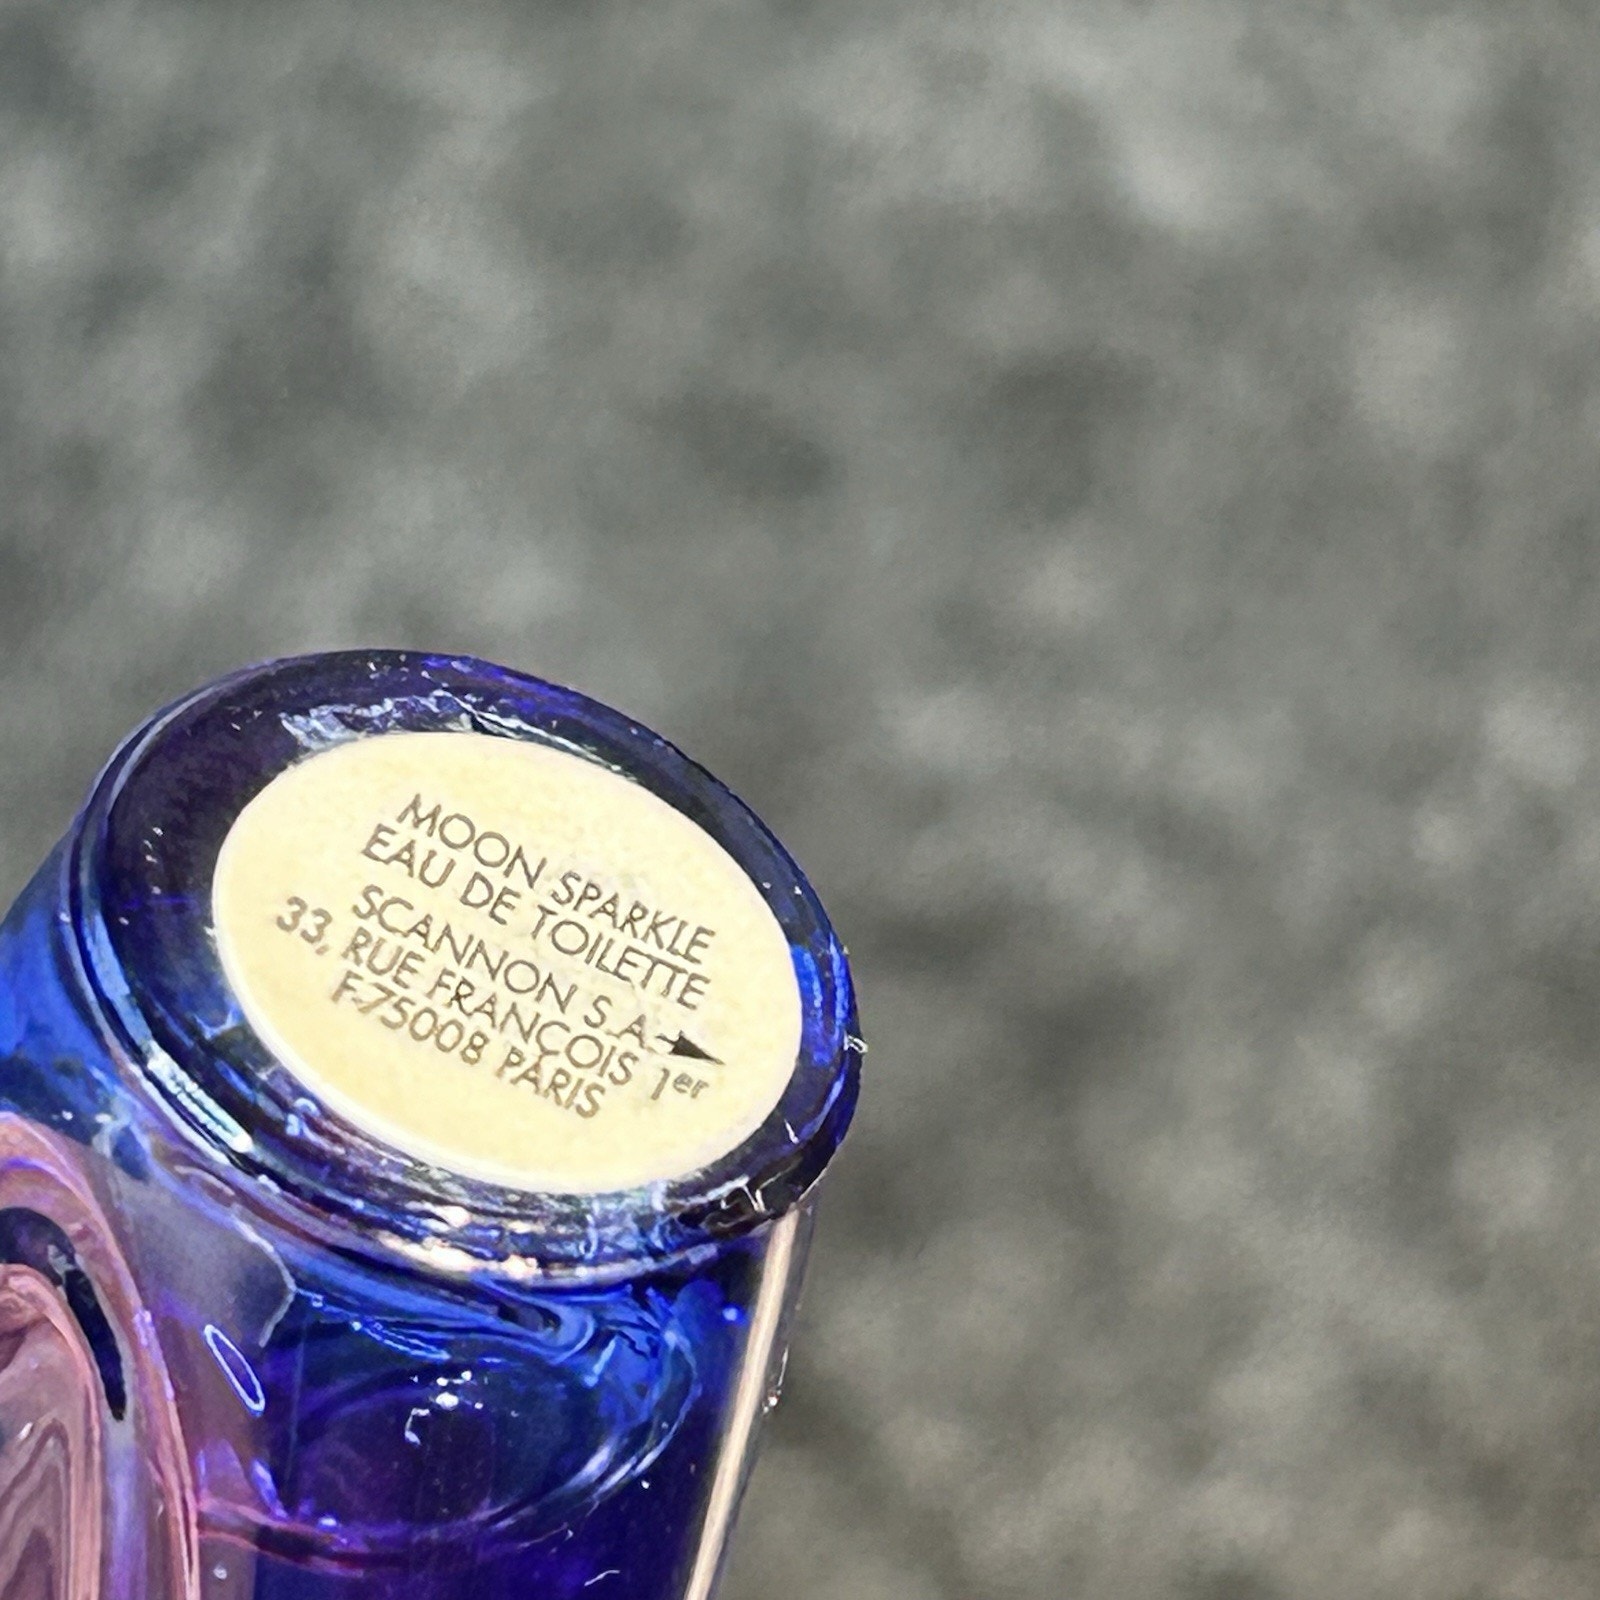 MOON SPARKLE
EAU DE TOILETTE
SCANNON S.A.
33, RUE FRANÇOIS 1er
F-75008 PARIS